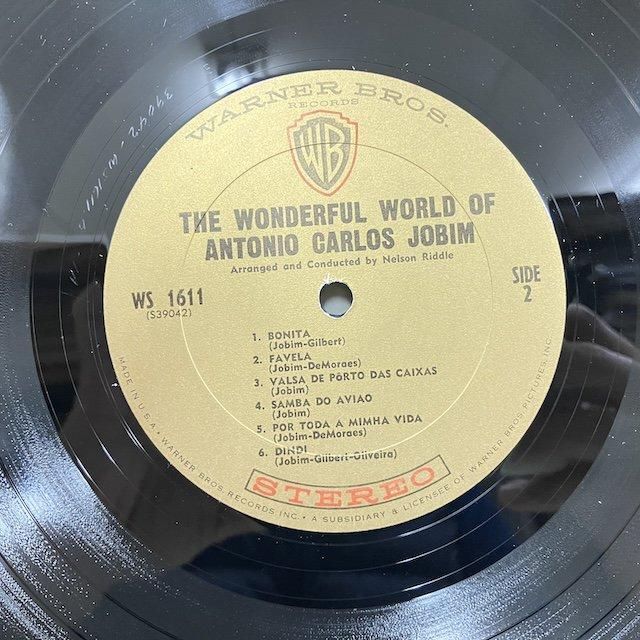 WARNER BROS.
RECORDS
WB
THE WONDERFUL WORLD OF
ANTONIO CARLOS JOBIM
Arranged and Conducted by Nelson Riddle
WS 1611
(S39042)
SIDE
2
1. BONITA
(Jobim-Gilbert)
2. FAVELA
(Jobim-DeMoraes)
3. VALSA DE PÔRTO DAS CAIXAS
(Jobim)
4. SAMBA DO AVIAO
(Jobim)
5. POR TODA A MIMHA VIDA
(Jobim-DeMoraes)
6. DINDI
(Jobim-Gilbert-Oliveira)
STEREO
MADE IN U.S.A. • WARNER BROS. RECORDS, INC. • A SUBSIDIARY & LICENSEE OF WARNER BROS. PICTURES INC.